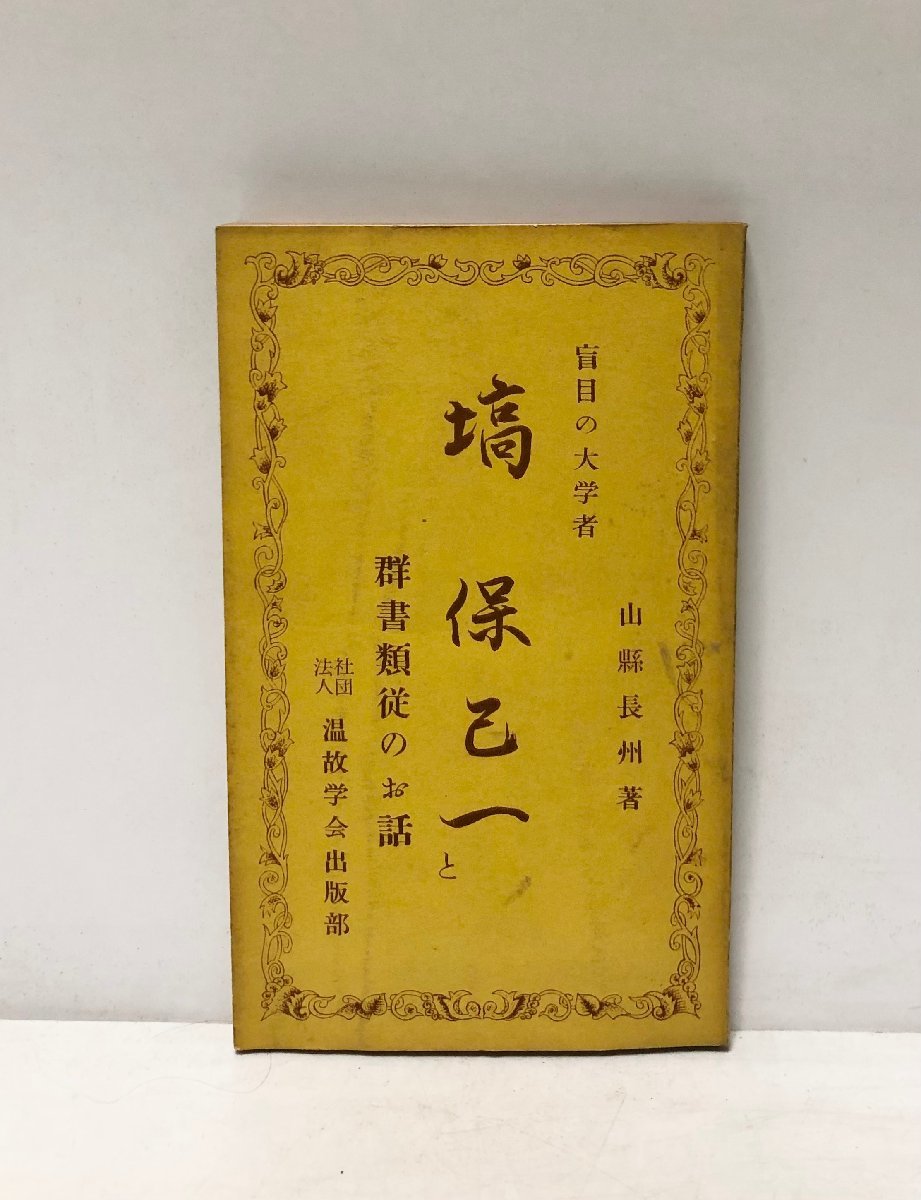 山縣長州著
盲目の大学者
塙保己一と
群書類従のお話
社団法人 温故学会出版部